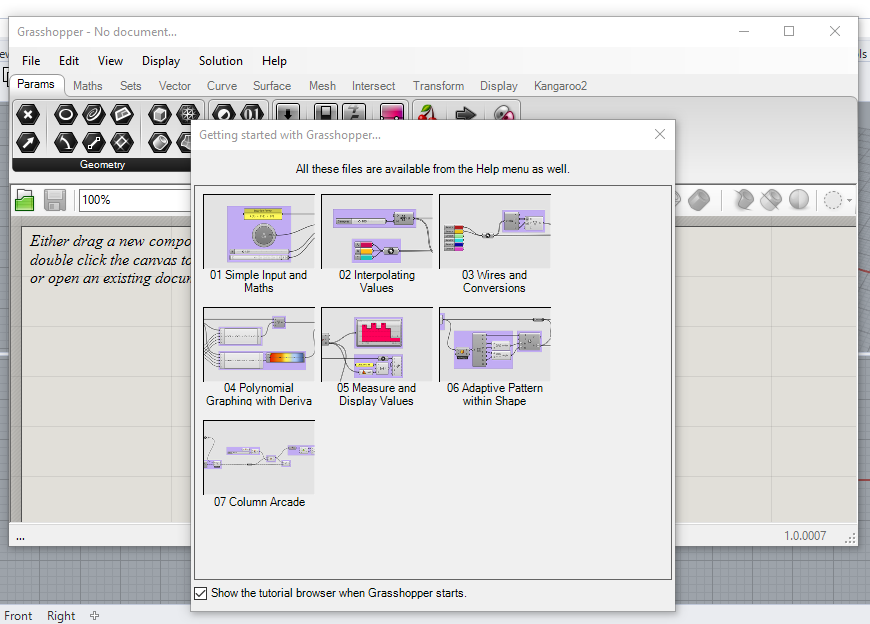 Grasshopper - No document...
File Edit View Display Solution Help
Params Maths Sets Vector Curve Surface Mesh Intersect Transform Display Kangaroo2
Geometry
Getting started with Grasshopper...
All these files are available from the Help menu as well.
100%
Either drag a new compo
double click the canvas to
or open an existing docu
01 Simple Input and
Maths
02 Interpolating
Values
03 Wires and
Conversions
04 Polynomial
Graphing with Deriva
05 Measure and
Display Values
06 Adaptive Pattern
within Shape
07 Column Arcade
Show the tutorial browser when Grasshopper starts.
...
1.0.0007
Front Right